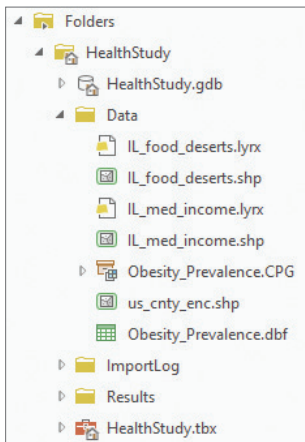 Folders
HealthStudy
HealthStudy.gdb
Data
IL_food_deserts.lyrx
IL_food_deserts.shp
IL_med_income.lyrx
IL_med_income.shp
Obesity_Prevalence.CPG
us_cnty_enc.shp
Obesity_Prevalence.dbf
ImportLog
Results
HealthStudy.tbx